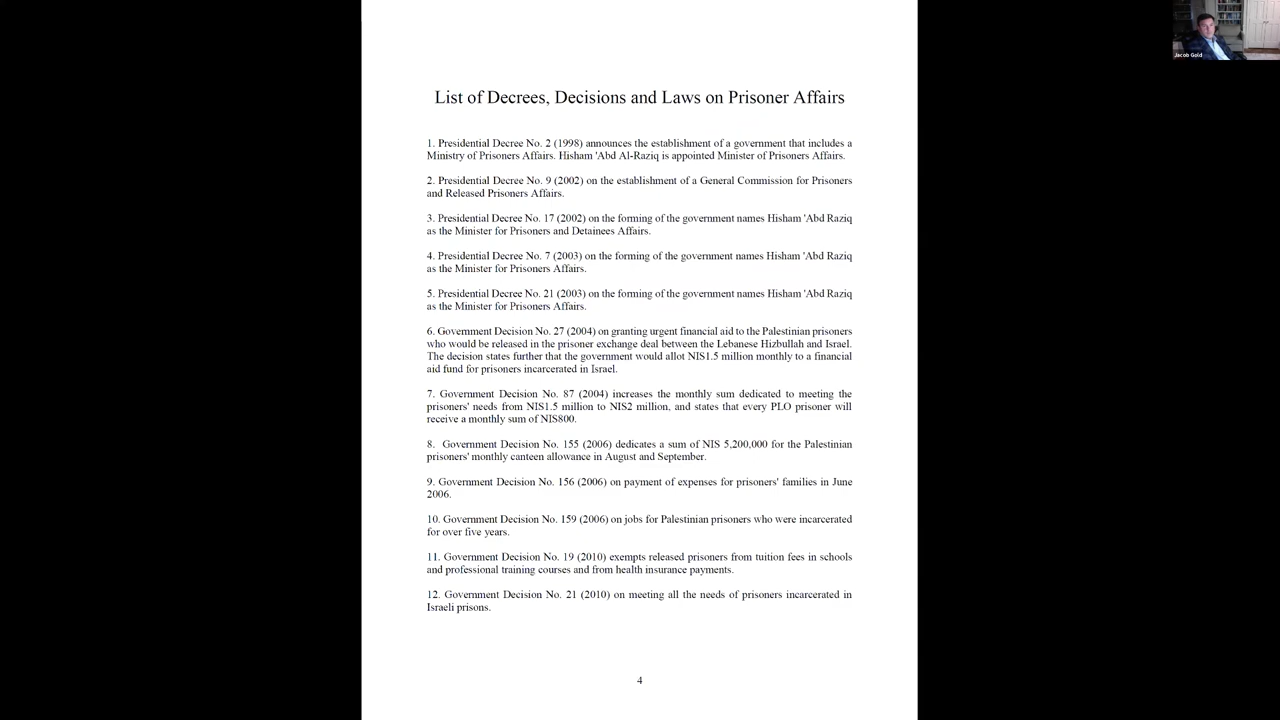 Jacob Gold
List of Decrees, Decisions and Laws on Prisoner Affairs
1. Presidential Decree No. 2 (1998) announces the establishment of a government that includes a
Ministry of Prisoners Affairs. Hisham 'Abd Al-Raziq is appointed Minister of Prisoners Affairs.
2. Presidential Decree No. 9 (2002) on the establishment of a General Commission for Prisoners
and Released Prisoners Affairs.
3. Presidential Decree No. 17 (2002) on the forming of the government names Hisham 'Abd Raziq
as the Minister for Prisoners and Detainees Affairs.
4. Presidential Decree No. 7 (2003) on the forming of the government names Hisham 'Abd Raziq
as the Minister for Prisoners Affairs.
5. Presidential Decree No. 21 (2003) on the forming of the government names Hisham 'Abd Raziq
as the Minister for Prisoners Affairs.
6. Government Decision No. 27 (2004) on granting urgent financial aid to the Palestinian prisoners
who would be released in the prisoner exchange deal between the Lebanese Hizbullah and Israel.
The decision states further that the government would allot NIS1.5 million monthly to a financial
aid fund for prisoners incarcerated in Israel.
7. Government Decision No. 87 (2004) increases the monthly sum dedicated to meeting the
prisoners' needs from NIS1.5 million to NIS2 million, and states that every PLO prisoner will
receive a monthly sum of NIS800.
8. Government Decision No. 155 (2006) dedicates a sum of NIS 5,200,000 for the Palestinian
prisoners' monthly canteen allowance in August and September.
9. Government Decision No. 156 (2006) on payment of expenses for prisoners' families in June
2006.
10. Government Decision No. 159 (2006) on jobs for Palestinian prisoners who were incarcerated
for over five years.
11. Government Decision No. 19 (2010) exempts released prisoners from tuition fees in schools
and professional training courses and from health insurance payments.
12. Government Decision No. 21 (2010) on meeting all the needs of prisoners incarcerated in
Israeli prisons.
4